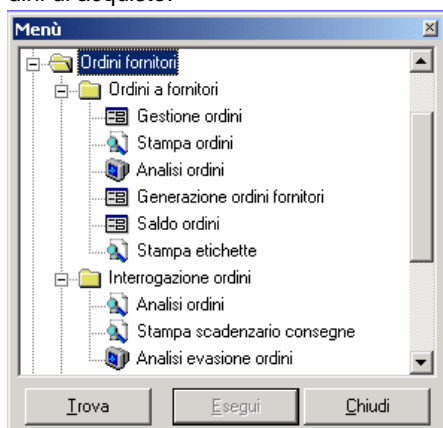 Menù
Ordini fornitori
Ordini a fornitori
Gestione ordini
Stampa ordini
Analisi ordini
Generazione ordini fornitori
Saldo ordini
Stampa etichette
Interrogazione ordini
Analisi ordini
Stampa scadenzario consegne
Analisi evasione ordini
Trova Esegui Chiudi